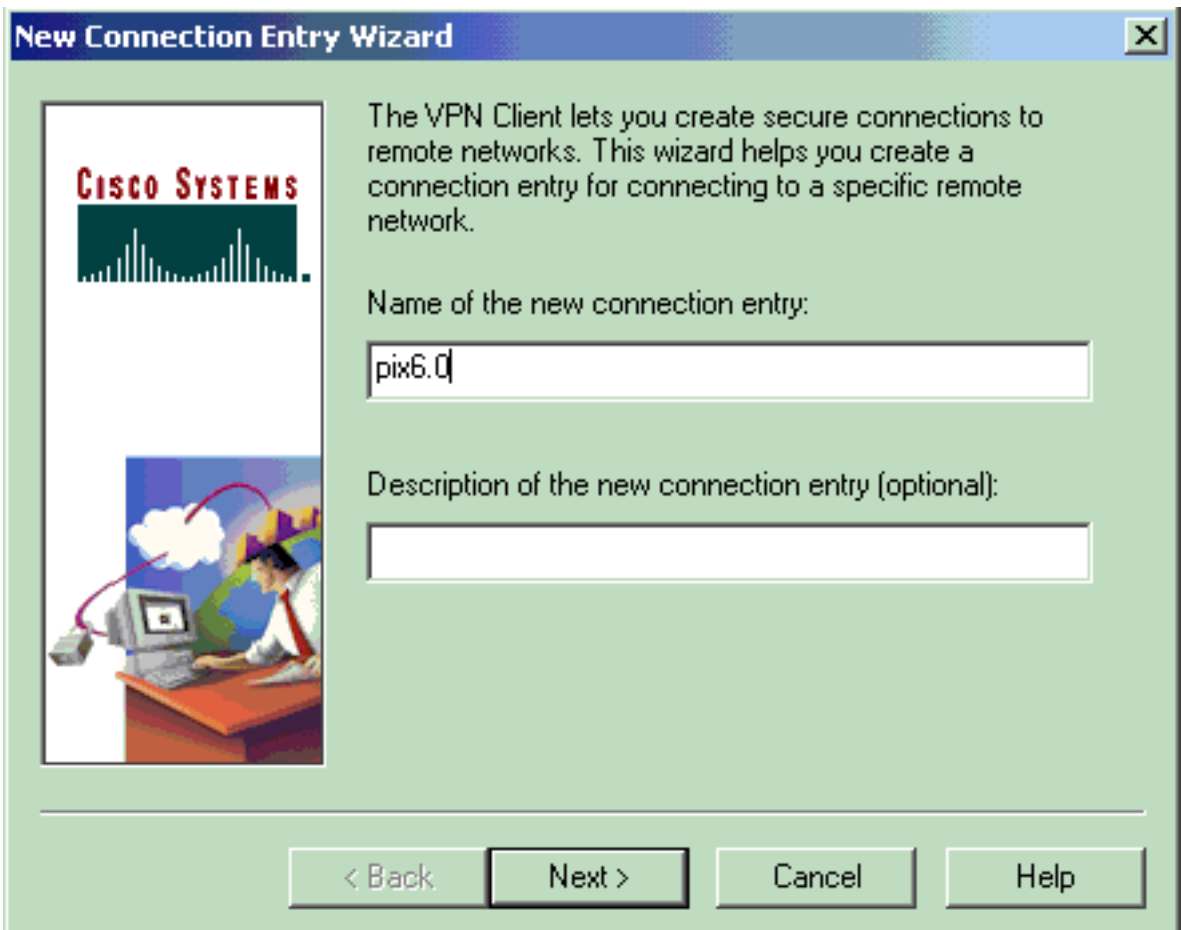 New Connection Entry Wizard
CISCO SYSTEMS
The VPN Client lets you create secure connections to
remote networks. This wizard helps you create a
connection entry for connecting to a specific remote
network.
Name of the new connection entry:
pix6.0
Description of the new connection entry (optional):
< Back
Next >
Cancel
Help